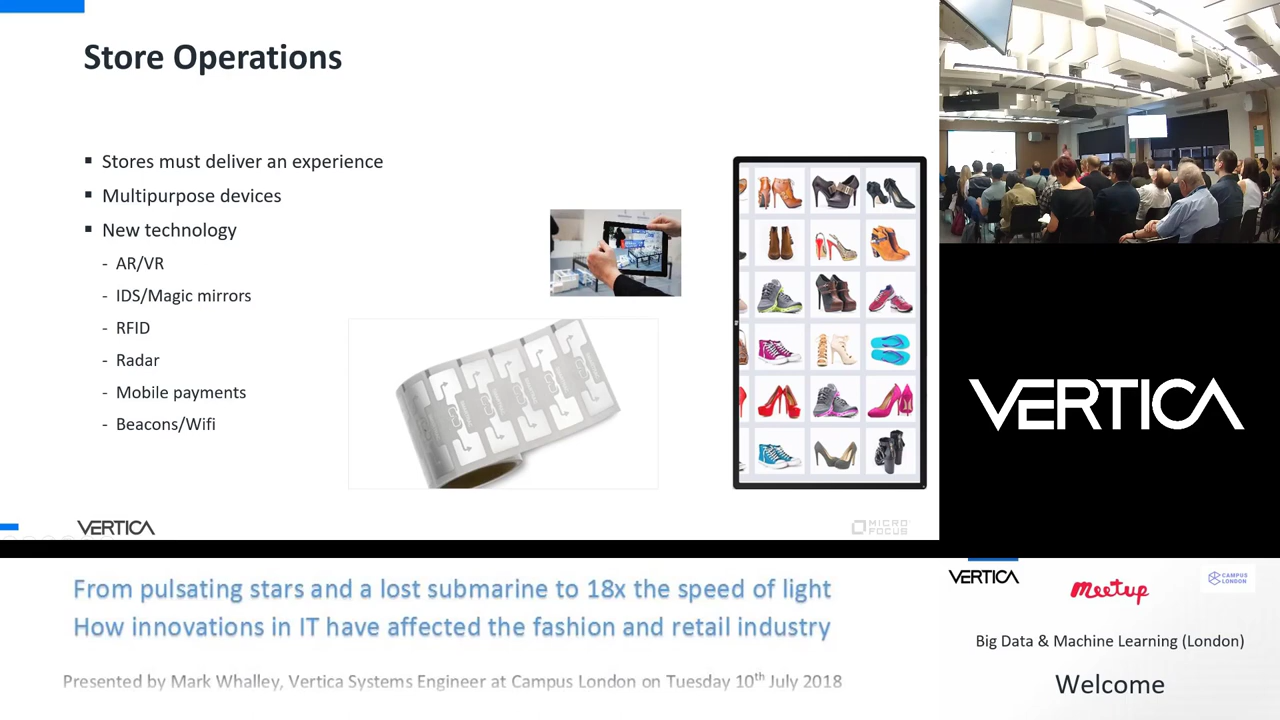 Store Operations
▪ Stores must deliver an experience
▪ Multipurpose devices
▪ New technology
- AR/VR
- IDS/Magic mirrors
- RFID
- Radar
- Mobile payments
- Beacons/Wifi
VERTICA
MICRO
FOCUS
VERTICA
From pulsating stars and a lost submarine to 18x the speed of light
How innovations in IT have affected the fashion and retail industry
Presented by Mark Whalley, Vertica Systems Engineer at Campus London on Tuesday 10th July 2018
VERTICA
Meetup
CAMPUS
LONDON
Big Data & Machine Learning (London)
Welcome